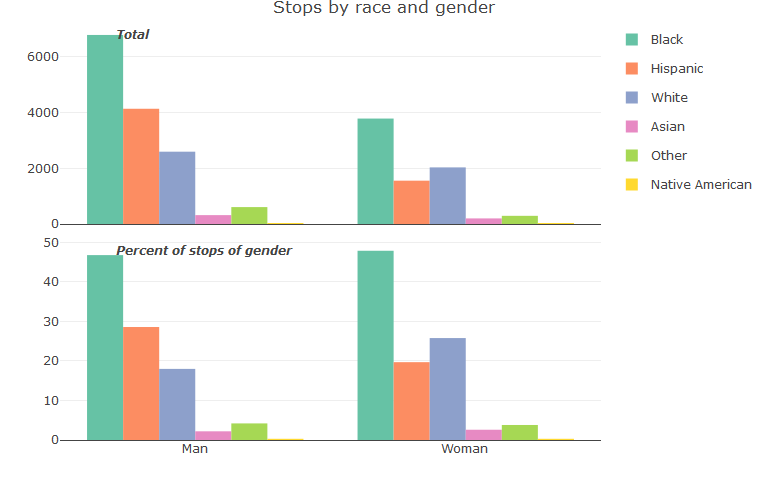 Stops by race and gender
Total
6000
4000
2000
0
Percent of stops of gender
50
40
30
20
10
0
Man Woman
Black
Hispanic
White
Asian
Other
Native American